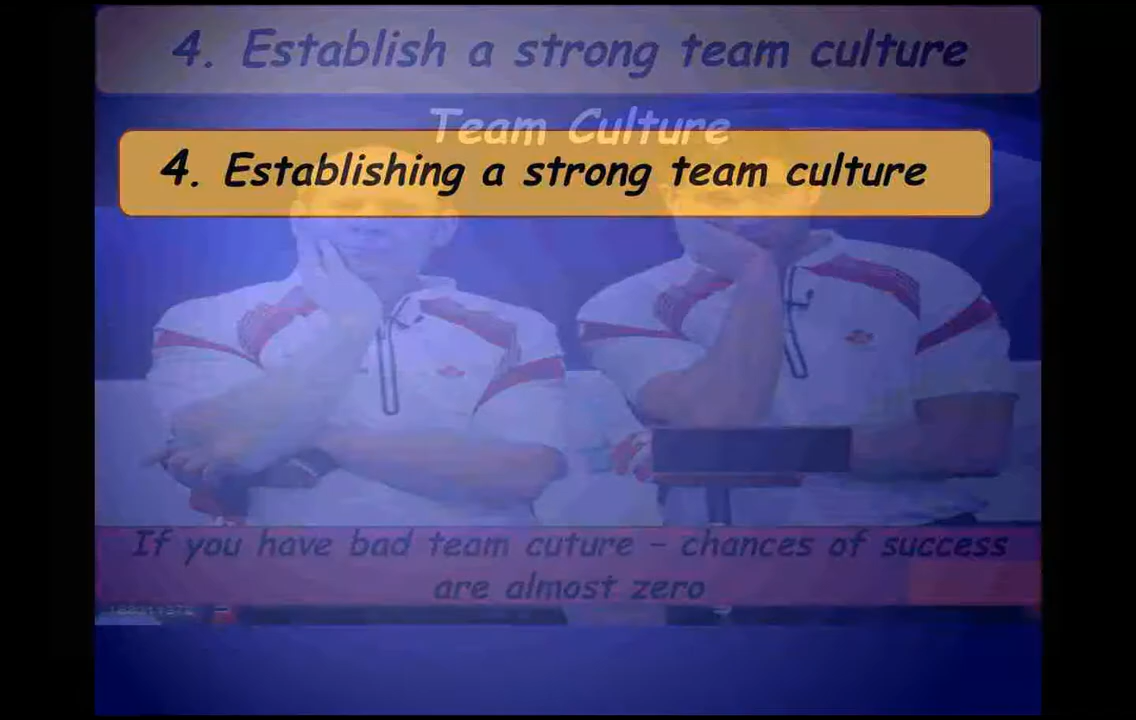 4. Establish a strong team culture
Team Culture
4. Establishing a strong team culture
If you have bad team cuture - chances of success
are almost zero